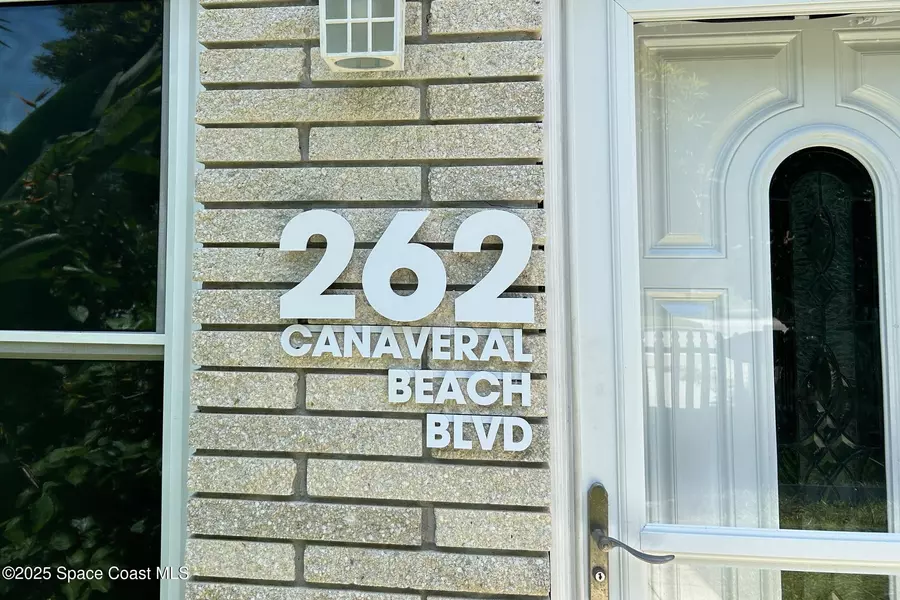 262
CANAVERAL
BEACH
BLVD
©2025 Space Coast MLS